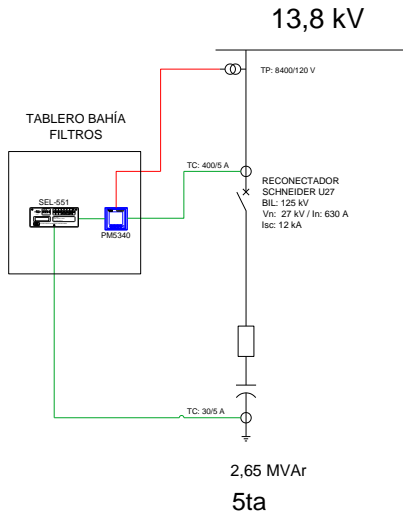 13,8 kV
TP: 8400/120 V
TABLERO BAHÍA
FILTROS
TC: 400/5 A
RECONECTADOR
SCHNEIDER U27
BIL: 125 kV
Vn: 27 kV / In: 630 A
Isc: 12 kA
SEL-551
PM5340
TC: 30/5 A
2,65 MVAr
5ta